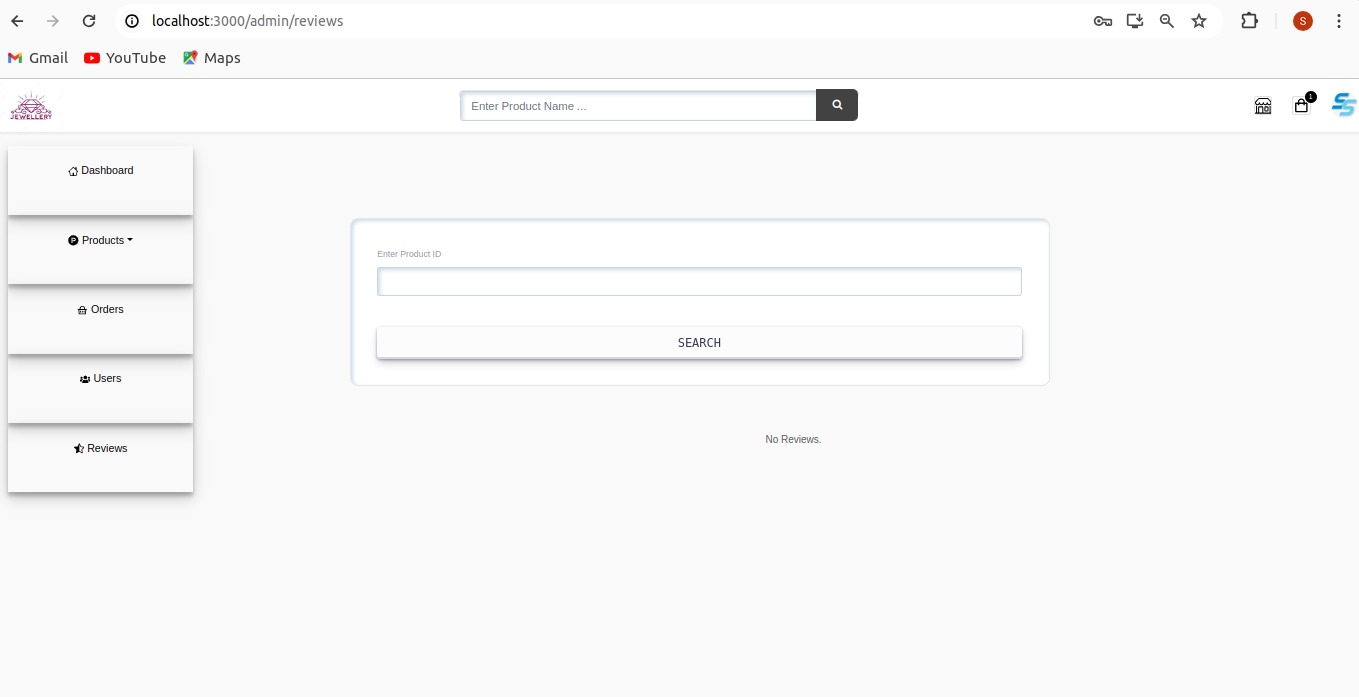 localhost:3000/admin/reviews
S
Gmail YouTube Maps
JEWELLERY
Enter Product Name ...
1
Dashboard
Products
Orders
Users
Reviews
Enter Product ID
SEARCH
No Reviews.